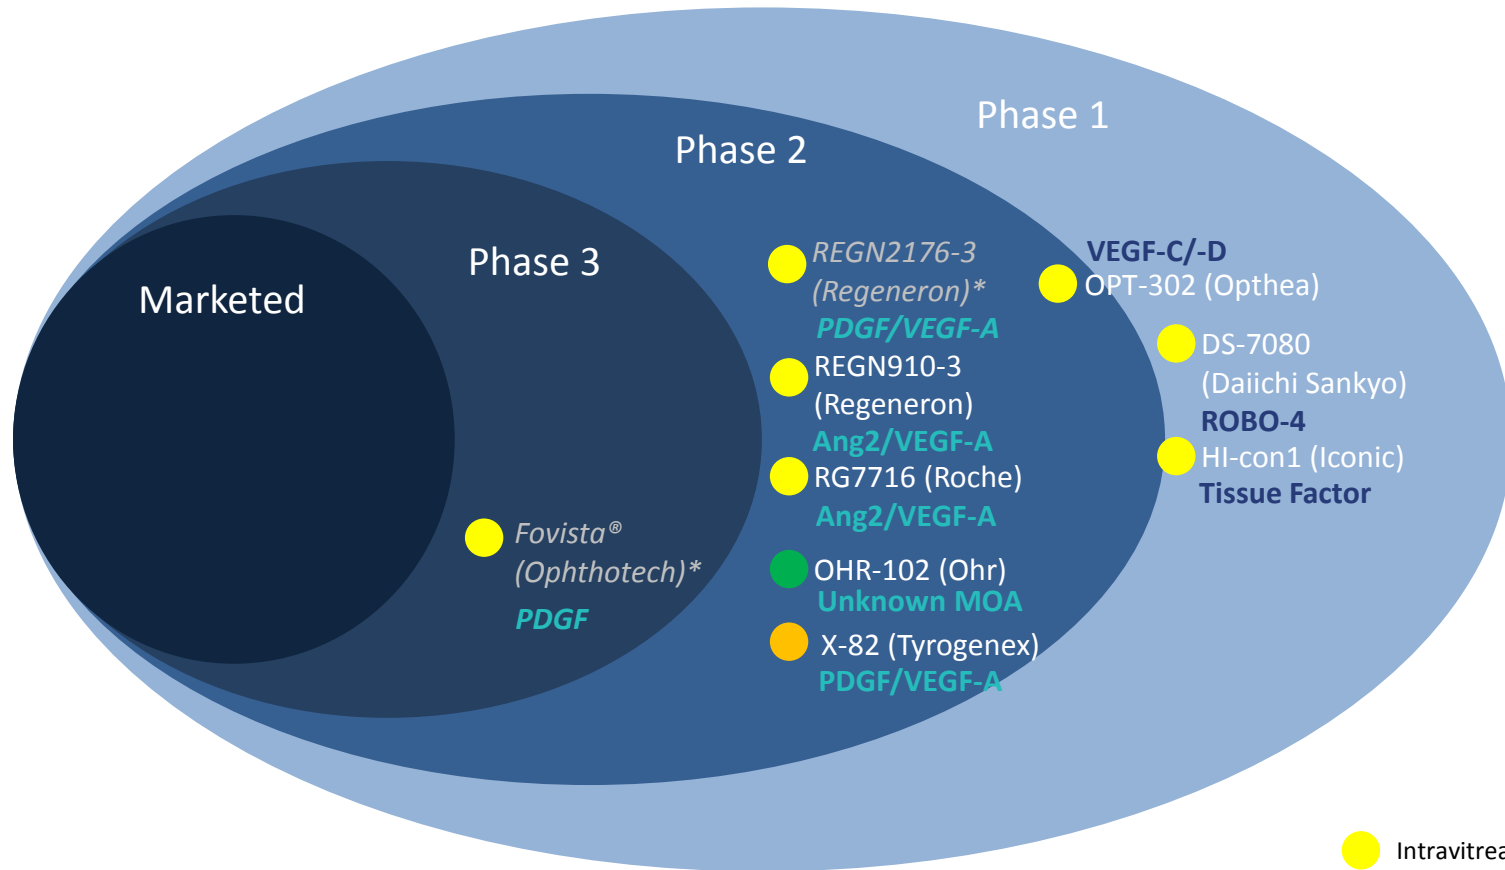 Phase 1
Phase 2
Phase 3
Marketed
REGN2176-3
(Regeneron)*
PDGF/VEGF-A
REGN910-3
(Regeneron)
Ang2/VEGF-A
RG7716 (Roche)
Ang2/VEGF-A
OHR-102 (Ohr)
Unknown MOA
X-82 (Tyrogenex)
PDGF/VEGF-A
Fovista®
(Ophthotech)*
PDGF
VEGF-C/-D
OPT-302 (Opthea)
DS-7080
(Daiichi Sankyo)
ROBO-4
HI-con1 (Iconic)
Tissue Factor
Intravitrea